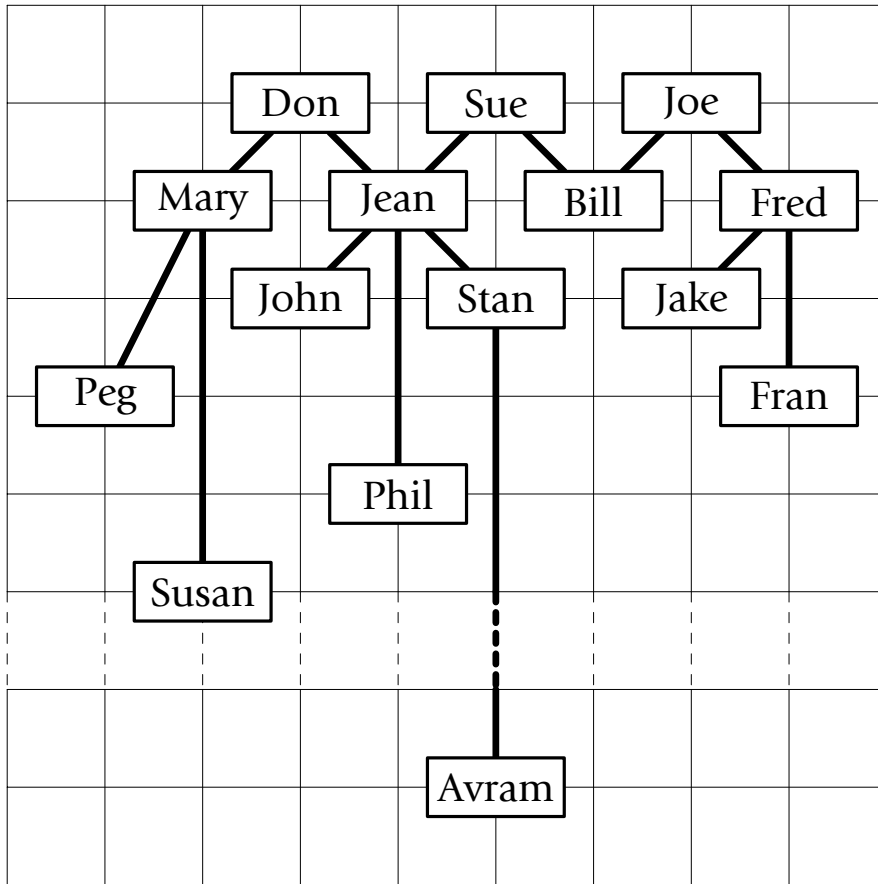 Don
Sue
Joe
Mary
Jean
Bill
Fred
John
Stan
Jake
Peg
Fran
Phil
Susan
Avram